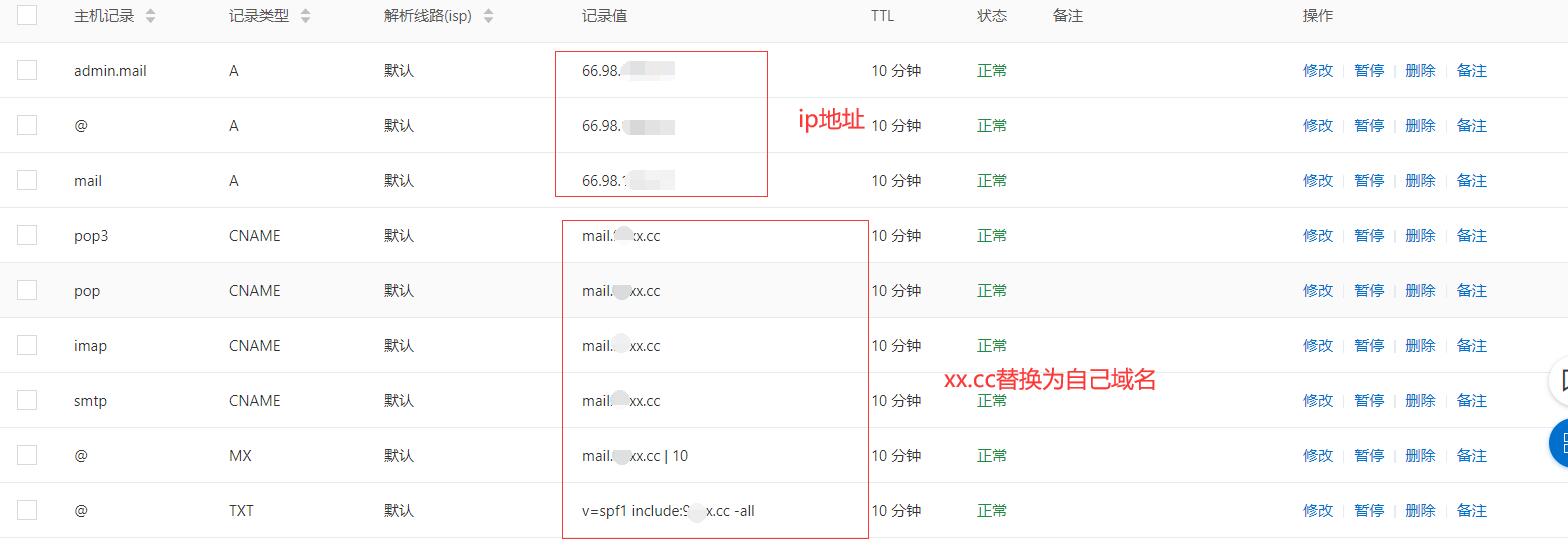 主机记录 记录类型 解析线路(isp) 记录值 TTL 状态 备注 操作
admin.mail A 默认 66.98. 10 分钟 正常 修改 暂停 删除 备注
@ A 默认 66.98. 10 分钟 正常 修改 暂停 删除 备注
ip地址
mail A 默认 66.98. 10 分钟 正常 修改 暂停 删除 备注
pop3 CNAME 默认 mail. xx.cc 10 分钟 正常 修改 暂停 删除 备注
pop CNAME 默认 mail. xx.cc 10 分钟 正常 修改 暂停 删除 备注
imap CNAME 默认 mail. xx.cc 10 分钟 正常 修改 暂停 删除 备注
xx.cc替换为自己域名
smtp CNAME 默认 mail. xx.cc 10 分钟 正常 修改 暂停 删除 备注
@ MX 默认 mail. xx.cc | 10 10 分钟 正常 修改 暂停 删除 备注
@ TXT 默认 v=spf1 include:9 x.cc -all 10 分钟 正常 修改 暂停 删除 备注